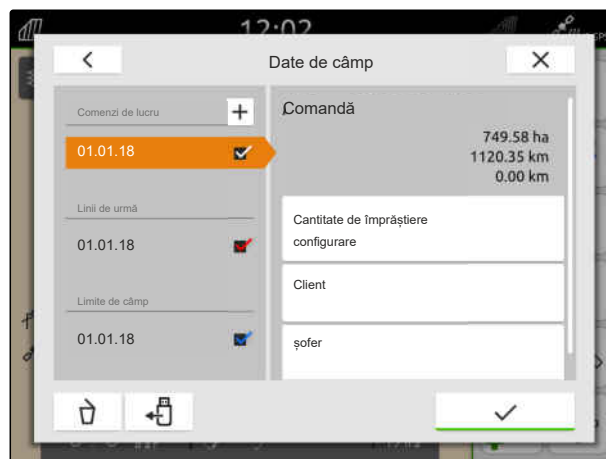 12:02
Date de câmp
Comenzi de lucru
01.01.18
Linii de urmă
01.01.18
Limite de câmp
01.01.18
Comandă
749.58 ha
1120.35 km
0.00 km
Cantitate de împrăștiere
configurare
Client
șofer